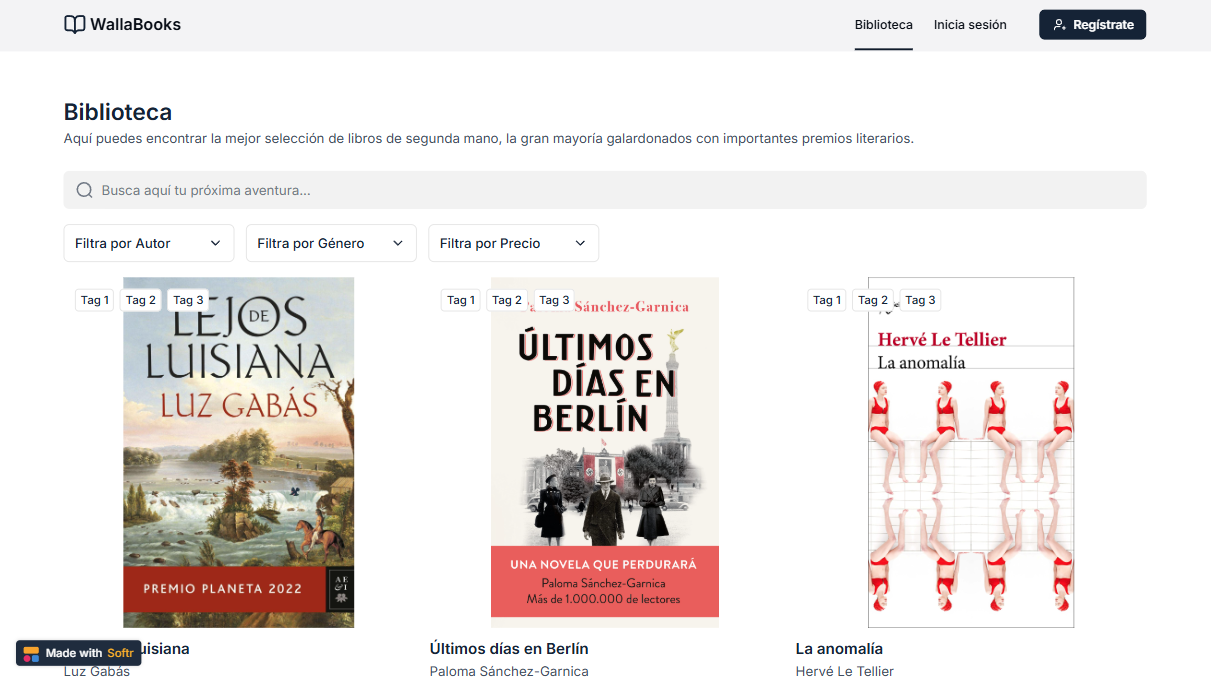 WallaBooks
Biblioteca
Inicia sesión
Regístrate
Biblioteca
Aquí puedes encontrar la mejor selección de libros de segunda mano, la gran mayoría galardonados con importantes premios literarios.
Busca aquí tu próxima aventura...
Filtra por Autor
Filtra por Género
Filtra por Precio
Tag 1 Tag 2 Tag 3
LEJOS
DE
LUISIANA
LUZ GABÁS
PREMIO PLANETA 2022
AE
&I
Tag 1 Tag 2 Tag 3
Sánchez-Garnica
ÚLTIMOS
DÍAS EN
BERLÍN
UNA NOVELA QUE PERDURARÁ
Paloma Sánchez-Garnica
Más de 1.000.000 de lectores
Tag 1 Tag 2 Tag 3
Hervé Le Tellier
La anomalía
uisiana
Luz Gabás
Últimos días en Berlín
Paloma Sánchez-Garnica
La anomalía
Hervé Le Tellier
Made with Softr